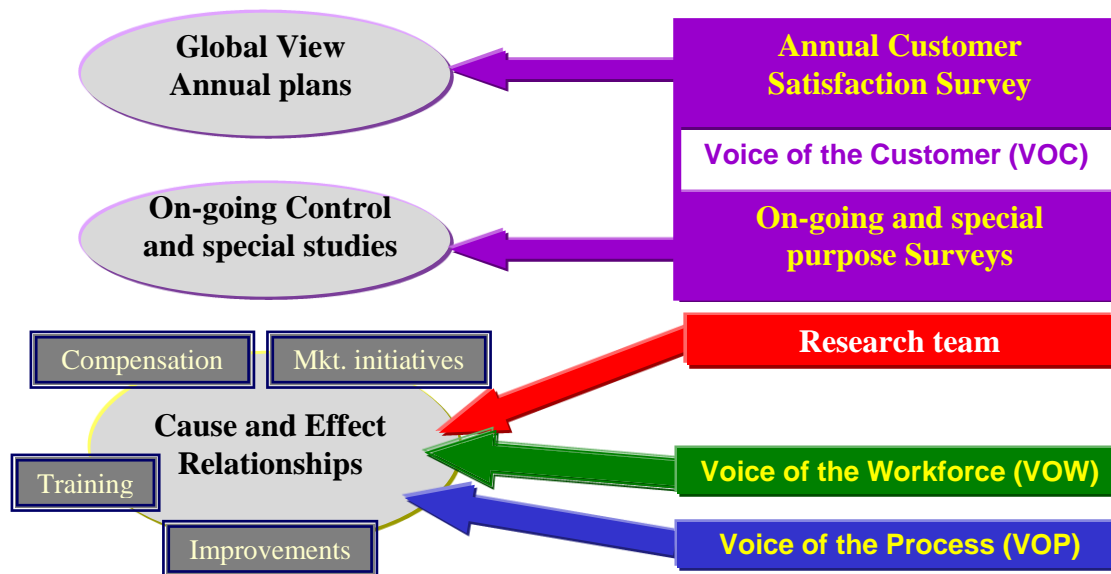 Global View
Annual plans
Annual Customer
Satisfaction Survey
Voice of the Customer (VOC)
On-going Control
and special studies
On-going and special
purpose Surveys
Compensation
Mkt. initiatives
Research team
Cause and Effect
Relationships
Training
Voice of the Workforce (VOW)
Improvements
Voice of the Process (VOP)